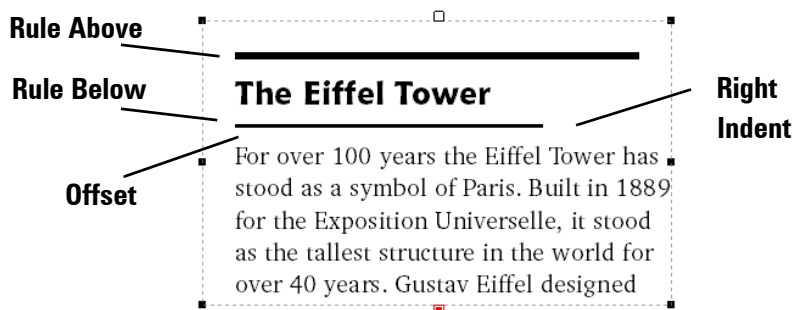 Rule Above
The Eiffel Tower
Rule Below
Right
Indent
Offset
For over 100 years the Eiffel Tower has
stood as a symbol of Paris. Built in 1889
for the Exposition Universelle, it stood
as the tallest structure in the world for
over 40 years. Gustav Eiffel designed